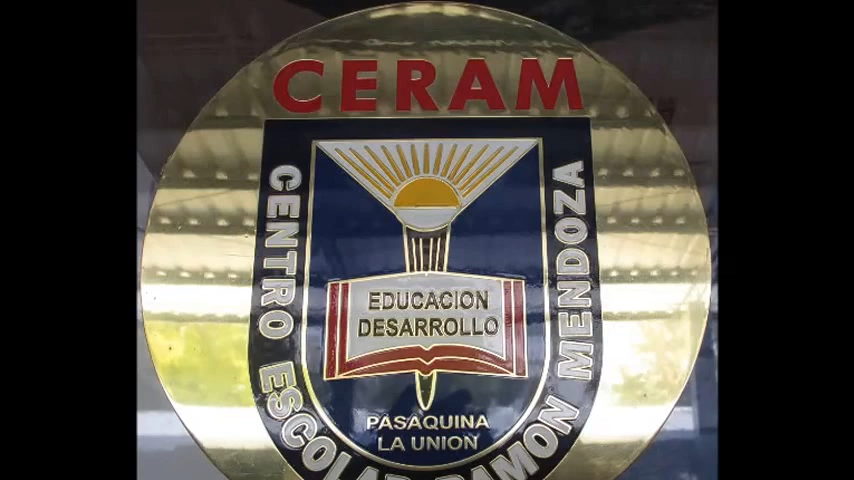 CERAM
CENTRO ESCOLAR RAMON MENDOZA
EDUCACION
DESARROLLO
PASAQUINA
LA UNION